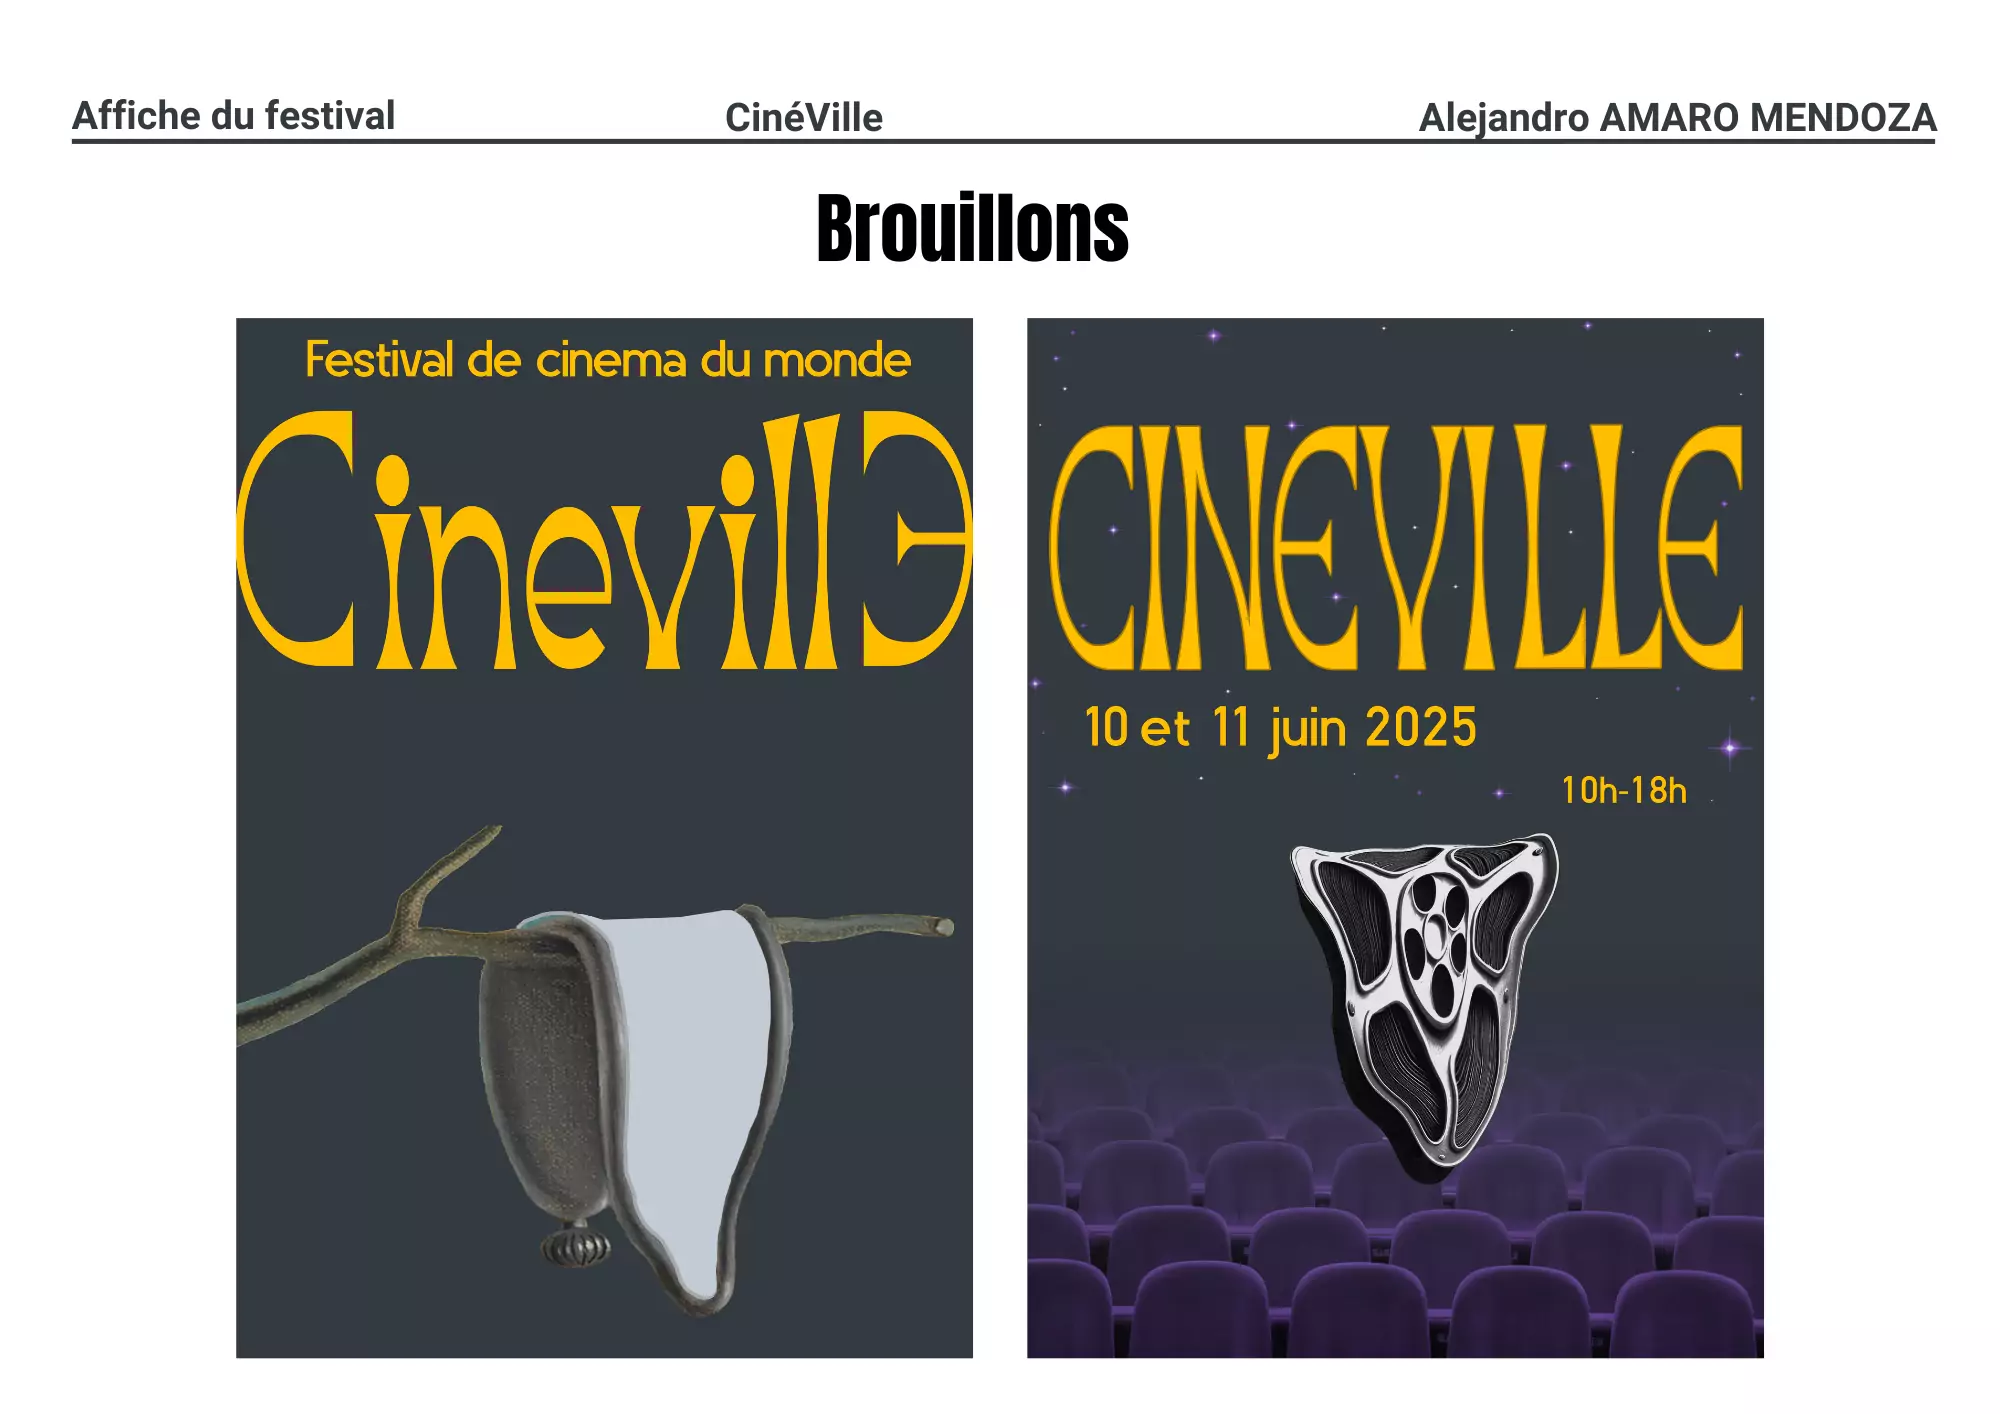 Affiche du festival
CinéVille
Alejandro AMARO MENDOZA
Brouillons
Festival de cinema du monde
CinevillE
CINEVILLE
10 et 11 juin 2025
10h-18h